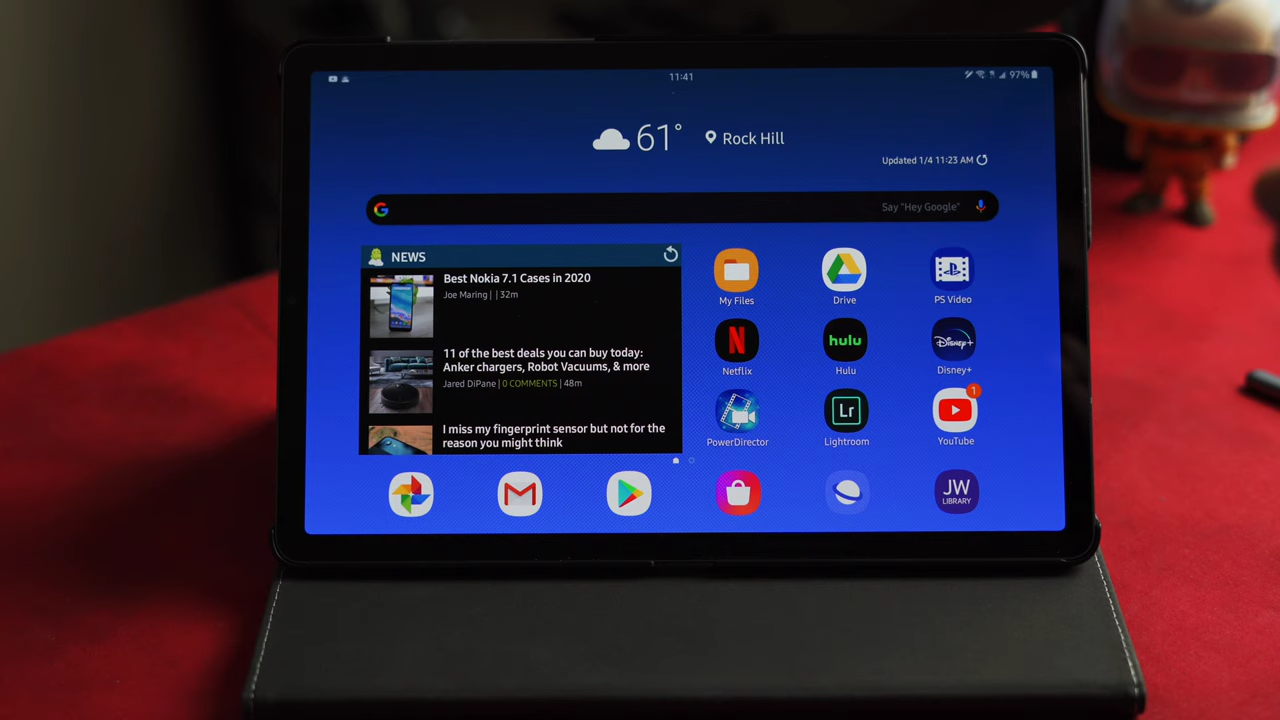 11:41
97%
61°
Rock Hill
Updated 1/4 11:23 AM
Say "Hey Google"
NEWS
Best Nokia 7.1 Cases in 2020
Joe Maring | | 32m
11 of the best deals you can buy today:
Anker chargers, Robot Vacuums, & more
Jared DiPane | 0 COMMENTS | 48m
I miss my fingerprint sensor but not for the
reason you might think
My Files
Drive
PS Video
N
hulu
Disney+
Netflix
Hulu
Disney+
Lr
1
PowerDirector
Lightroom
YouTube
JW
LIBRARY